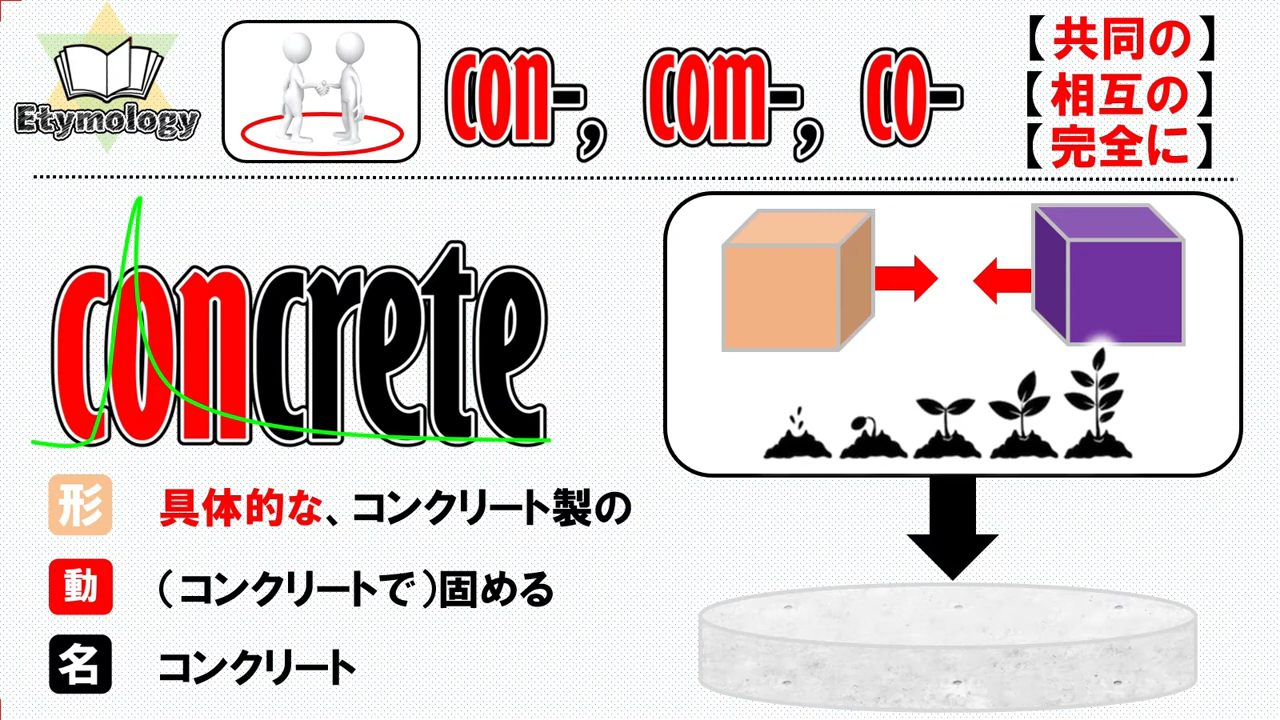 Etymology
con-, com-, co-
【共同の】
【相互の】
【完全に】
concrete
形 具体的な、コンクリート製の
動 (コンクリートで)固める
名 コンクリート